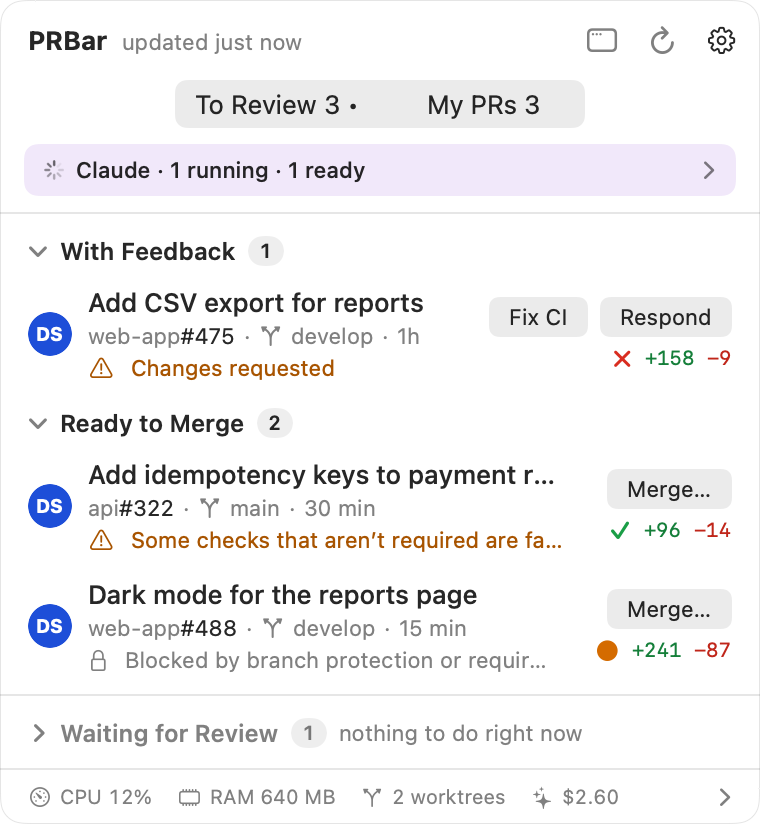 PRBar updated just now
To Review 3 • My PRs 3
Claude · 1 running · 1 ready
With Feedback 1
DS
Add CSV export for reports
Fix CI
Respond
web-app#475 · develop · 1h
Changes requested
+158 −9
Ready to Merge 2
DS
Add idempotency keys to payment r...
Merge...
api#322 · main · 30 min
Some checks that aren’t required are fa...
+96 −14
DS
Dark mode for the reports page
Merge...
web-app#488 · develop · 15 min
Blocked by branch protection or requir...
+241 −87
Waiting for Review 1 nothing to do right now
CPU 12% RAM 640 MB 2 worktrees $2.60